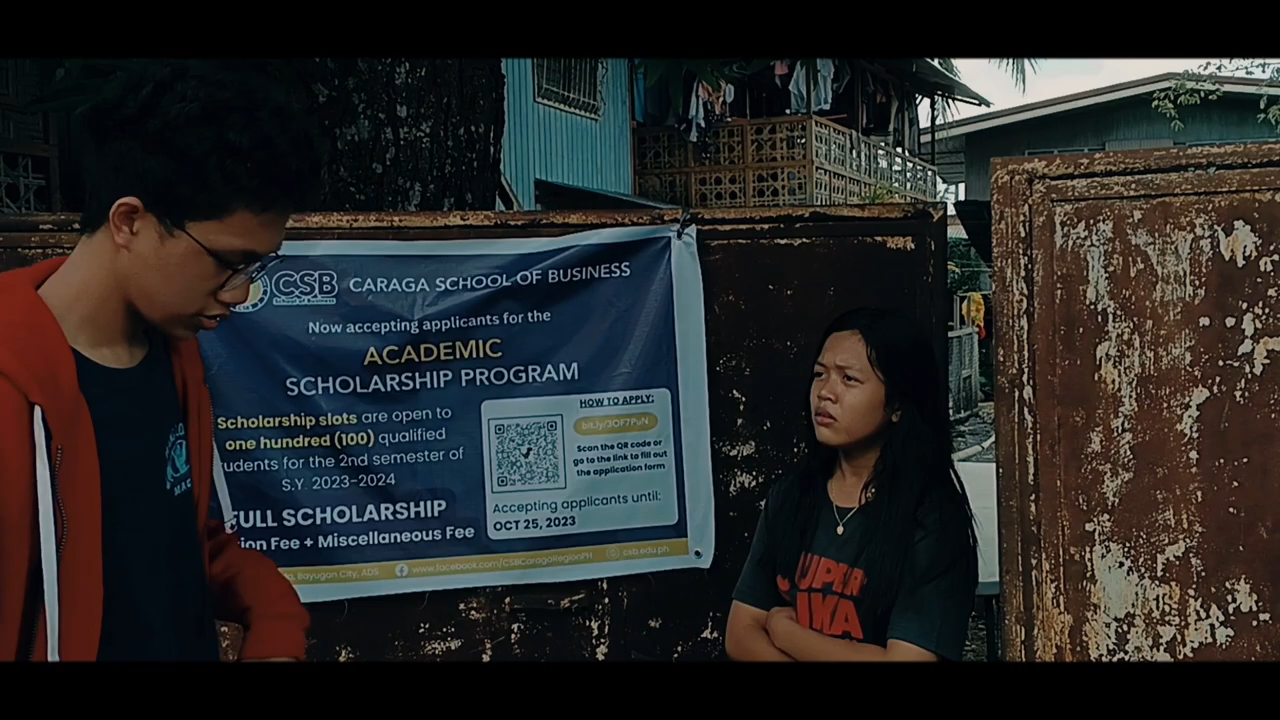 CSB
School of Business
CARAGA SCHOOL OF BUSINESS
Now accepting applicants for the
ACADEMIC
SCHOLARSHIP PROGRAM
Scholarship slots are open to
one hundred (100) qualified
udents for the 2nd semester of
S.Y. 2023-2024
FULL SCHOLARSHIP
ion Fee + Miscellaneous Fee
HOW TO APPLY:
Scan the QR code or
go to the link to fill out
the application form
Accepting applicants until:
OCT 25, 2023
Bayugan City, ADS
www.facebook.com/CSBCaragaRegionPH
csb.edu.ph